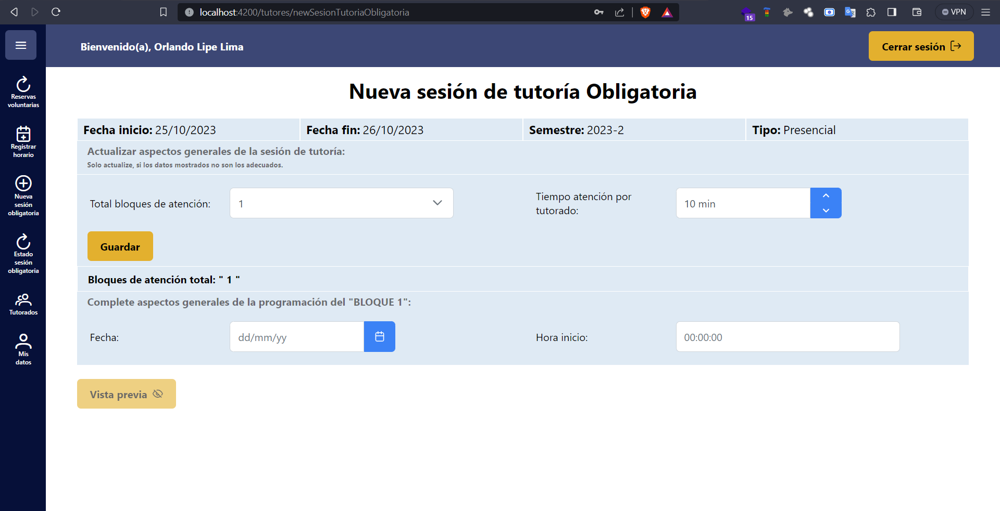 localhost:4200/tutores/newSesionTutoriaObligatoria
15
VPN
Bienvenido(a), Orlando Lipe Lima
Cerrar sesión
Reservas
voluntarias
Registrar
horario
Nueva
sesión
obligatoria
Estado
sesión
obligatoria
Tutorados
Mis
datos
Nueva sesión de tutoría Obligatoria
Fecha inicio: 25/10/2023
Fecha fin: 26/10/2023
Semestre: 2023-2
Tipo: Presencial
Actualizar aspectos generales de la sesión de tutoría:
Solo actualize, si los datos mostrados no son los adecuados.
Total bloques de atención:
1
Tiempo atención por
tutorado:
10 min
Guardar
Bloques de atención total: " 1 "
Complete aspectos generales de la programación del "BLOQUE 1":
Fecha:
dd/mm/yy
Hora inicio:
00:00:00
Vista previa